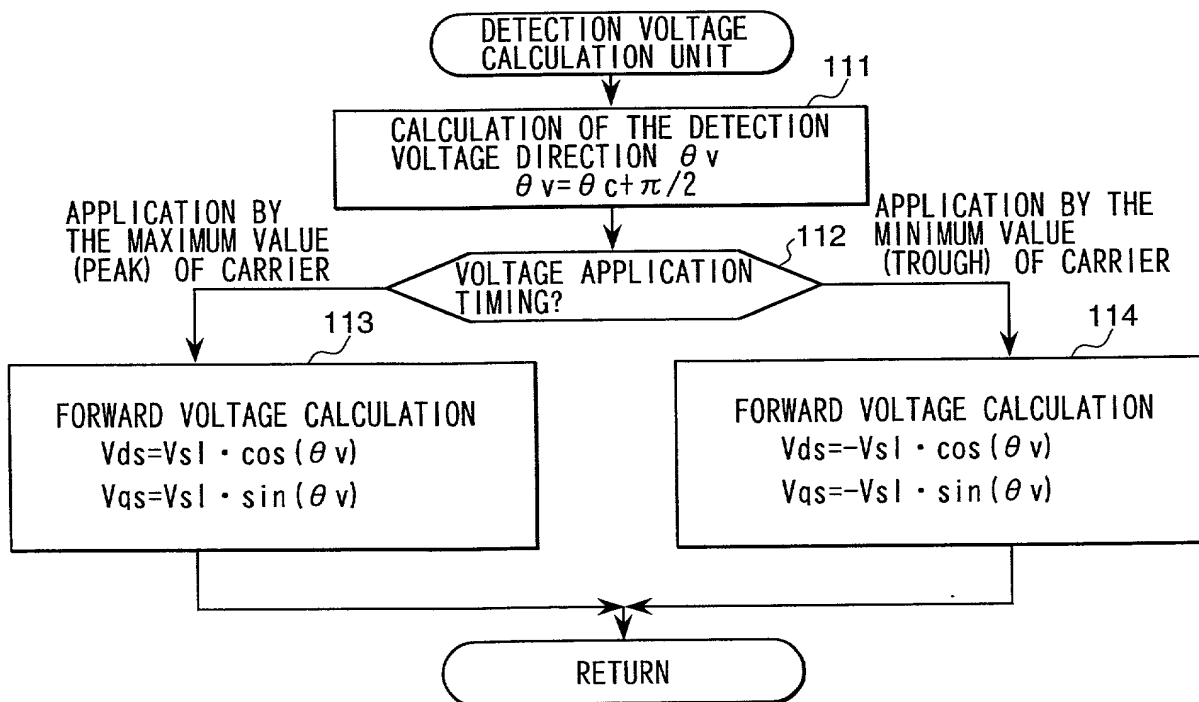 DETECTION VOLTAGE
CALCULATION UNIT
111
CALCULATION OF THE DETECTION
VOLTAGE DIRECTION θv
θv=θc+π/2
APPLICATION BY
THE MAXIMUM VALUE
(PEAK) OF CARRIER
112
VOLTAGE APPLICATION
TIMING?
APPLICATION BY THE
MINIMUM VALUE
(TROUGH) OF CARRIER
113
FORWARD VOLTAGE CALCULATION
Vds=Vsl・cos(θv)
Vqs=Vsl・sin(θv)
114
FORWARD VOLTAGE CALCULATION
Vds=-Vsl・cos(θv)
Vqs=-Vsl・sin(θv)
RETURN